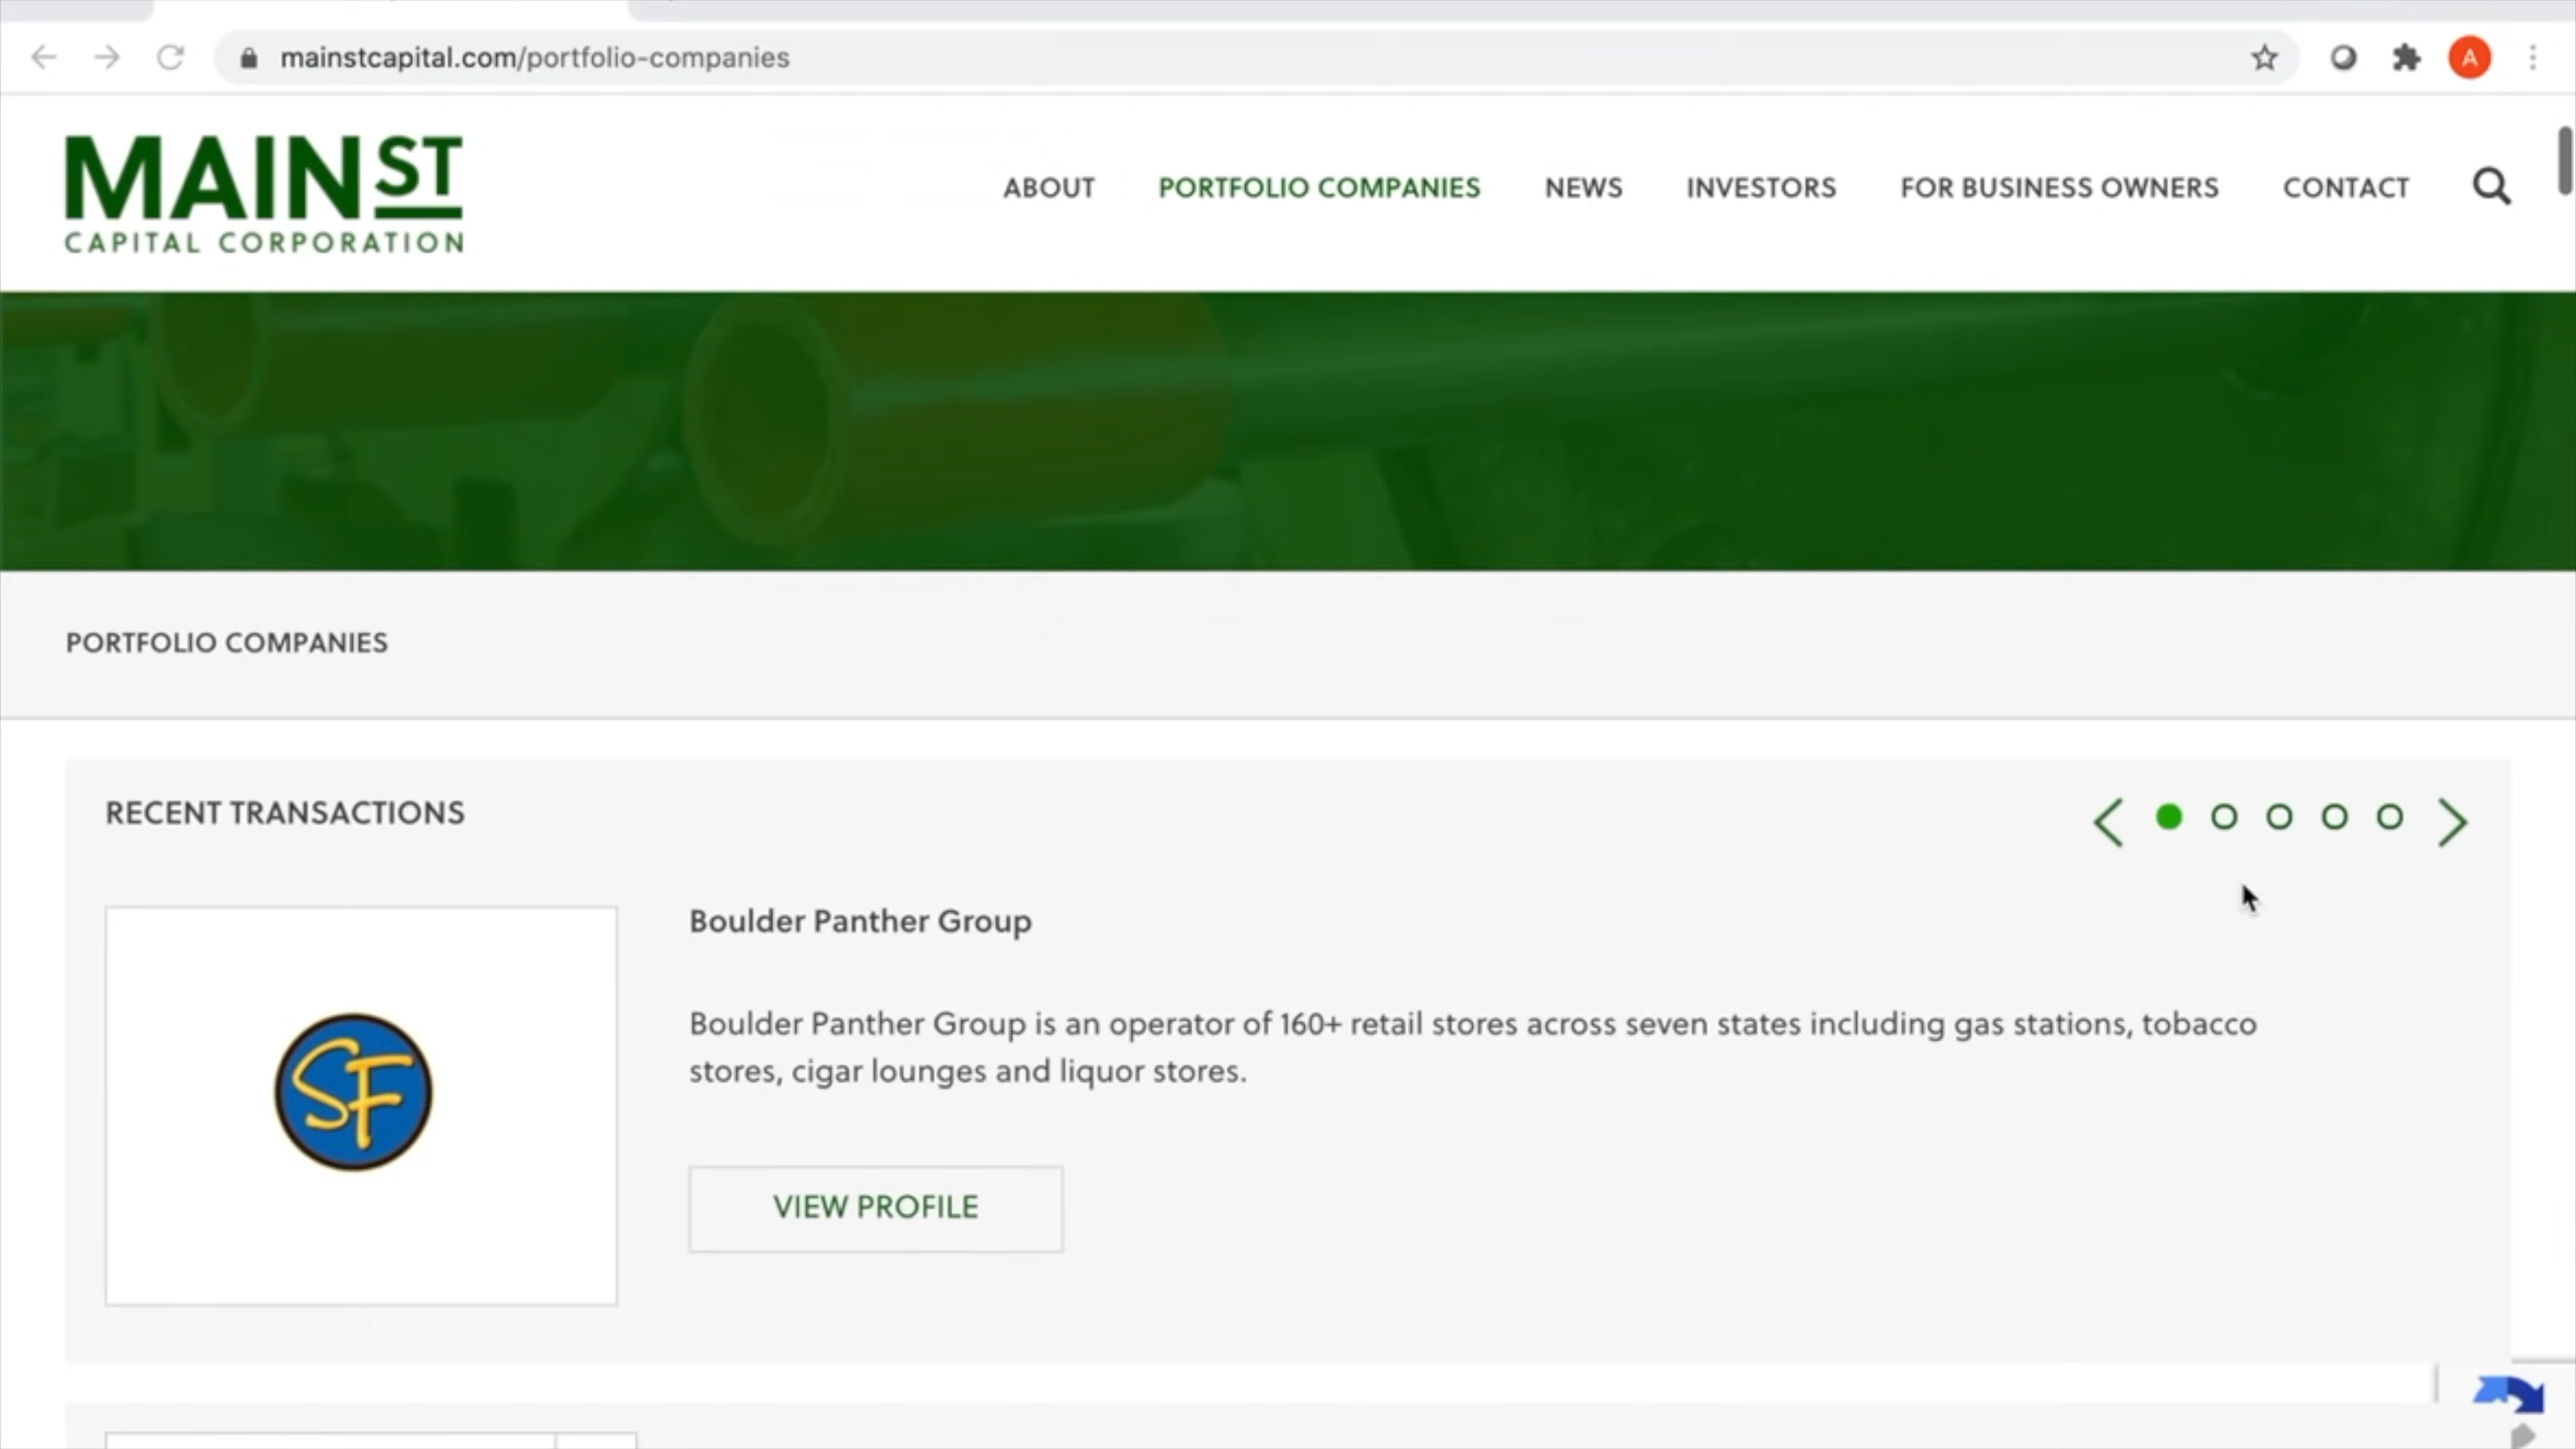 mainstcapital.com/portfolio-companies
A
MAIN ST
CAPITAL CORPORATION
ABOUT
PORTFOLIO COMPANIES
NEWS
INVESTORS
FOR BUSINESS OWNERS
CONTACT
PORTFOLIO COMPANIES
RECENT TRANSACTIONS
SF
Boulder Panther Group
Boulder Panther Group is an operator of 160+ retail stores across seven states including gas stations, tobacco
stores, cigar lounges and liquor stores.
VIEW PROFILE